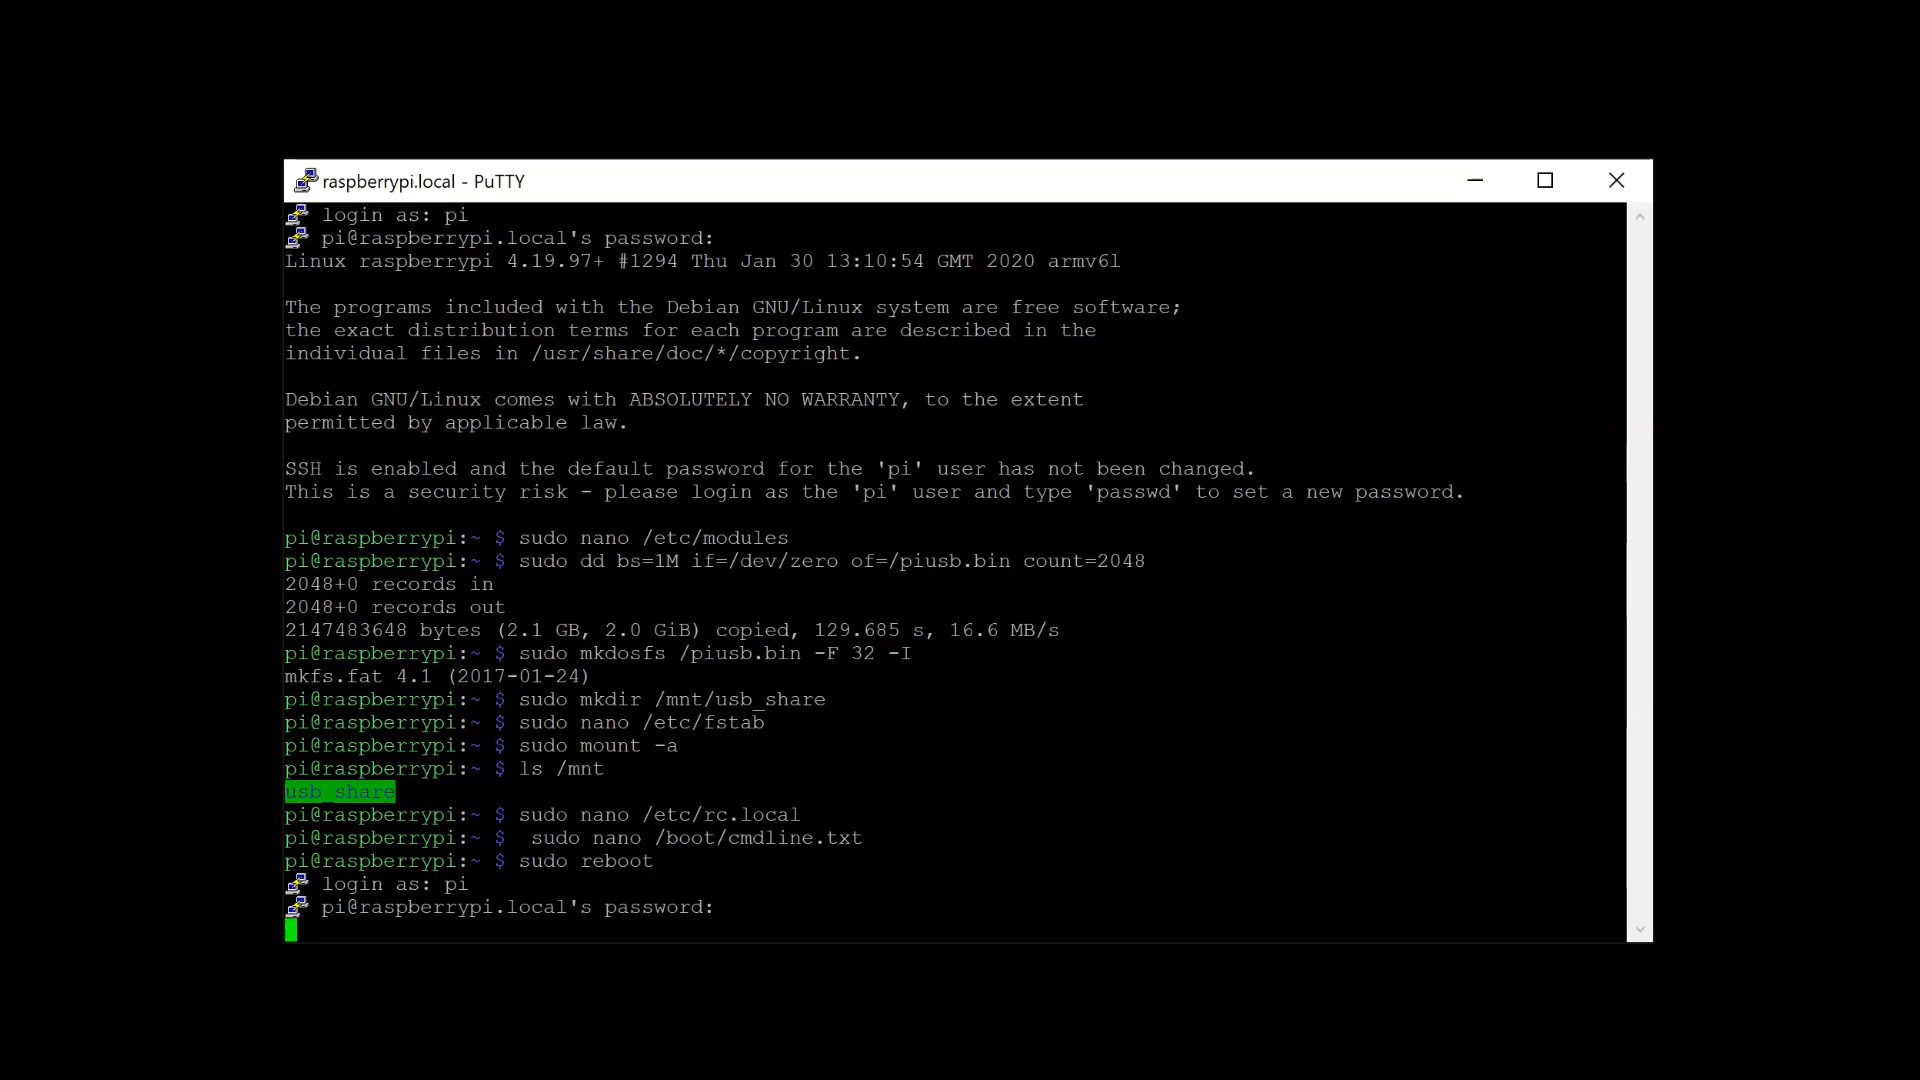 raspberrypi.local - PuTTY
login as: pi
pi@raspberrypi.local's password:
Linux raspberrypi 4.19.97+ #1294 Thu Jan 30 13:10:54 GMT 2020 armv6l
The programs included with the Debian GNU/Linux system are free software;
the exact distribution terms for each program are described in the
individual files in /usr/share/doc/*/copyright.
Debian GNU/Linux comes with ABSOLUTELY NO WARRANTY, to the extent
permitted by applicable law.
SSH is enabled and the default password for the 'pi' user has not been changed.
This is a security risk - please login as the 'pi' user and type 'passwd' to set a new password.
pi@raspberrypi:~ $ sudo nano /etc/modules
pi@raspberrypi:~ $ sudo dd bs=1M if=/dev/zero of=/piusb.bin count=2048
2048+0 records in
2048+0 records out
2147483648 bytes (2.1 GB, 2.0 GiB) copied, 129.685 s, 16.6 MB/s
pi@raspberrypi:~ $ sudo mkdosfs /piusb.bin -F 32 -I
mkfs.fat 4.1 (2017-01-24)
pi@raspberrypi:~ $ sudo mkdir /mnt/usb_share
pi@raspberrypi:~ $ sudo nano /etc/fstab
pi@raspberrypi:~ $ sudo mount -a
pi@raspberrypi:~ $ ls /mnt
usb_share
pi@raspberrypi:~ $ sudo nano /etc/rc.local
pi@raspberrypi:~ $  sudo nano /boot/cmdline.txt
pi@raspberrypi:~ $ sudo reboot
login as: pi
pi@raspberrypi.local's password: